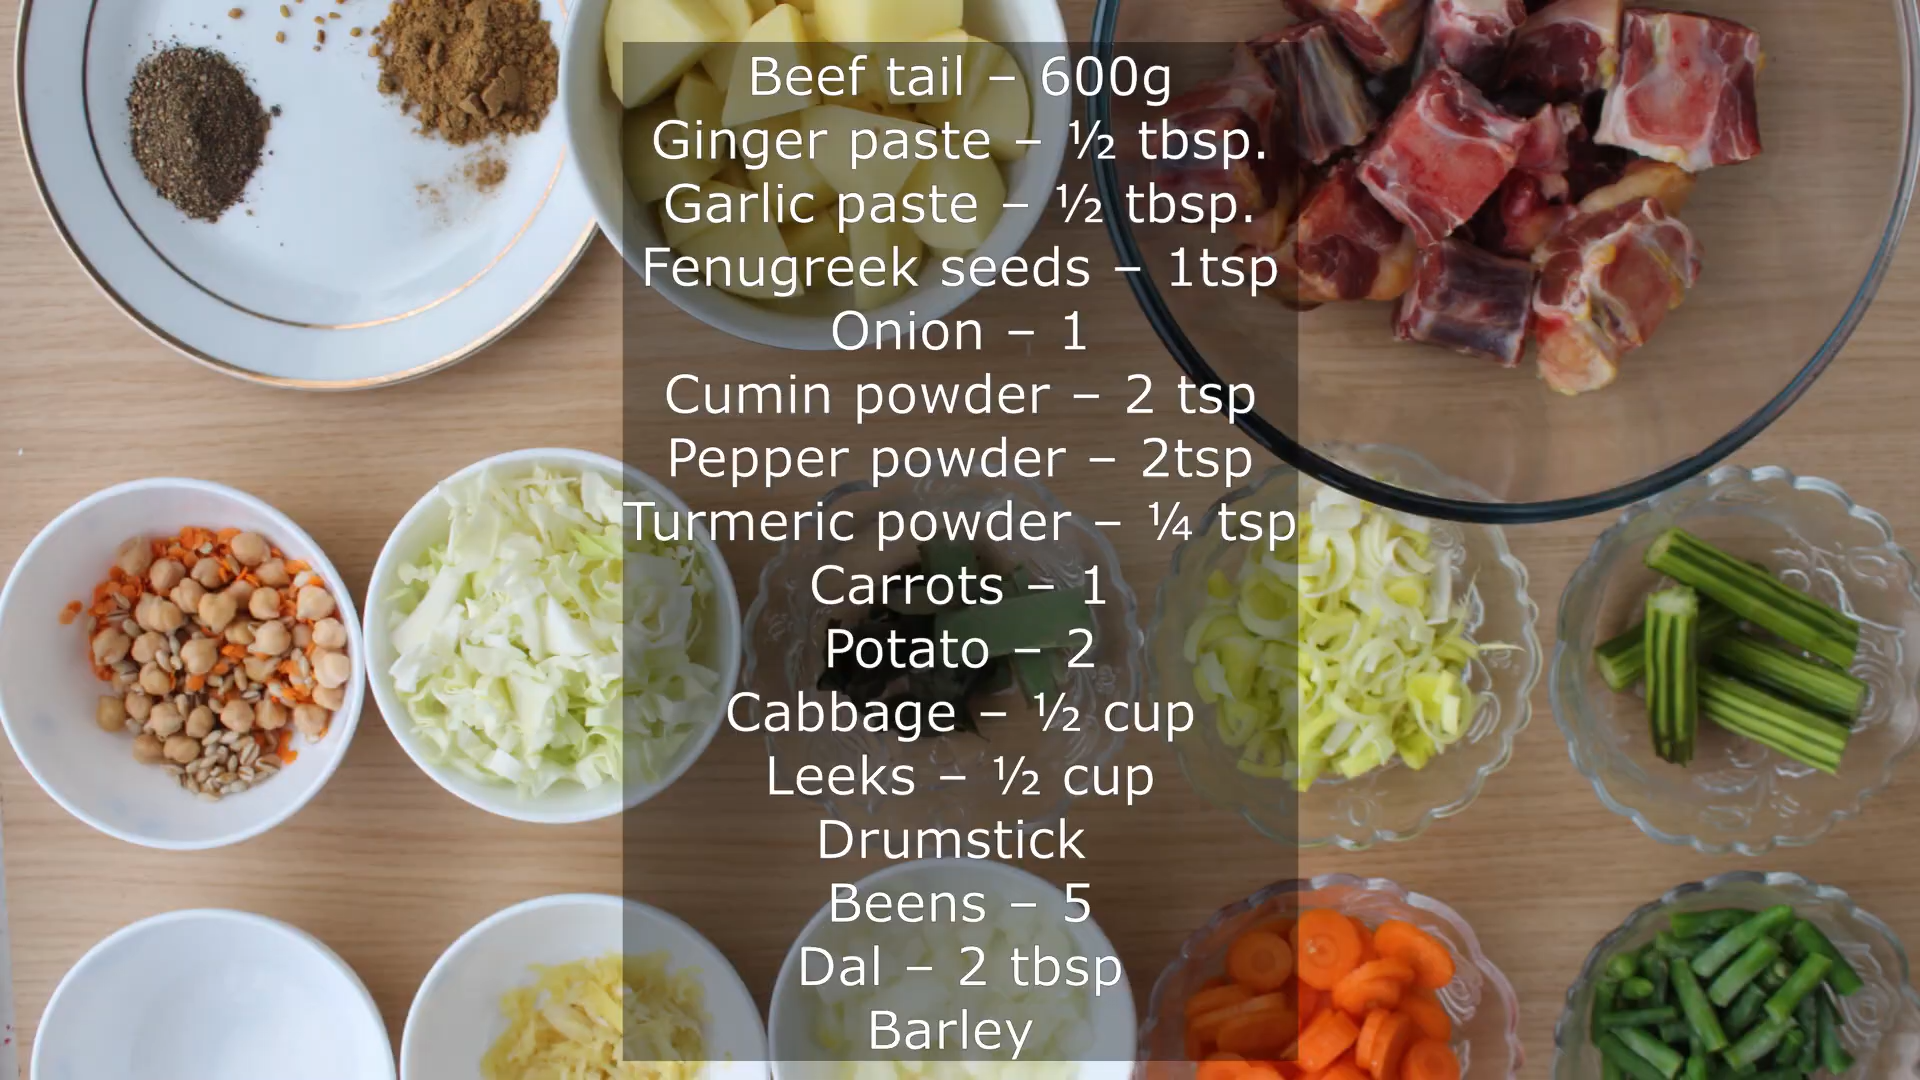 Beef tail – 600g
Ginger paste – ½ tbsp.
Garlic paste – ½ tbsp.
Fenugreek seeds – 1tsp
Onion – 1
Cumin powder – 2 tsp
Pepper powder – 2tsp
Turmeric powder – ¼ tsp
Carrots – 1
Potato – 2
Cabbage – ½ cup
Leeks – ½ cup
Drumstick
Beens – 5
Dal – 2 tbsp
Barley